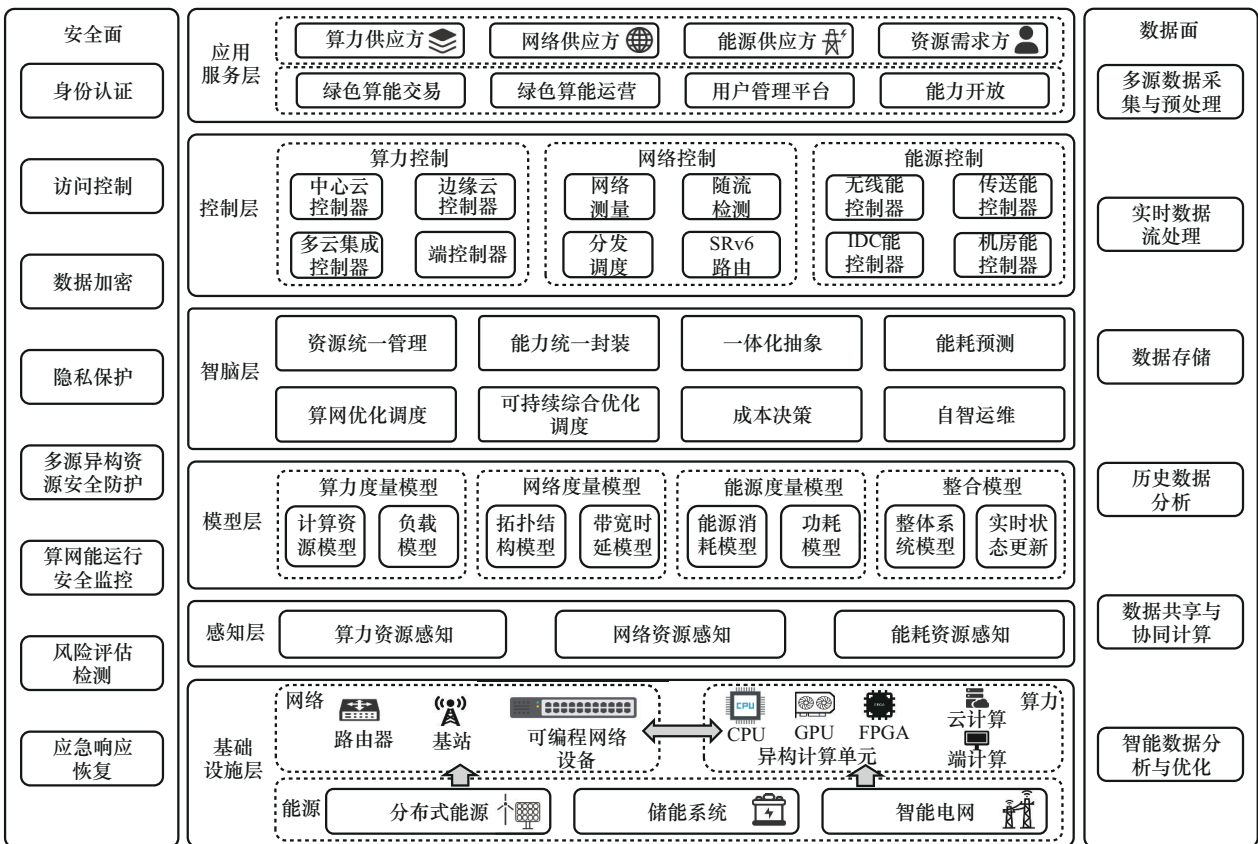 安全面
身份认证
访问控制
数据加密
隐私保护
多源异构资
源安全防护
算网能运行
安全监控
风险评估
检测
应急响应
恢复
应用
服务层
算力供应方
网络供应方
能源供应方
资源需求方
绿色算能交易
绿色算能运营
用户管理平台
能力开放
控制层
算力控制
中心云
控制器
边缘云
控制器
多云集成
控制器
端控制器
网络控制
网络
测量
随流
检测
分发
调度
SRv6
路由
能源控制
无线能
控制器
传送能
控制器
IDC能
控制器
机房能
控制器
智脑层
资源统一管理
能力统一封装
一体化抽象
能耗预测
算网优化调度
可持续综合优化
调度
成本决策
自智运维
模型层
算力度量模型
计算资
源模型
负载
模型
网络度量模型
拓扑结
构模型
带宽时
延模型
能源度量模型
能源消
耗模型
功耗
模型
整合模型
整体系
统模型
实时状
态更新
感知层
算力资源感知
网络资源感知
能耗资源感知
基础
设施层
网络
路由器
基站
可编程网络
设备
算力
CPU
CPU
GPU
FPGA
FPGA
异构计算单元
云计算
端计算
能源
分布式能源
储能系统
智能电网
数据面
多源数据采
集与预处理
实时数据
流处理
数据存储
历史数据
分析
数据共享与
协同计算
智能数据分
析与优化